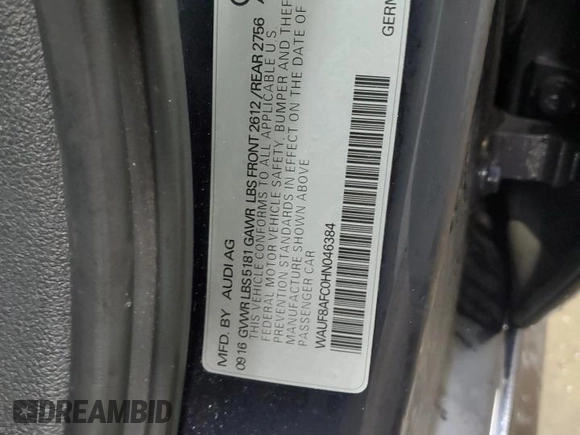 MFD. BY AUDI AG
09 16 GVWR LBS 5181 GAWR LBS FRONT 2612 / REAR 2756
THIS VEHICLE CONFORMS TO ALL APPLICABLE U.S
FEDERAL MOTOR VEHICLE SAFETY, BUMPER AND THEF
PREVENTION STANDARDS IN EFFECT ON THE DATE OF
MANUFACTURE SHOWN ABOVE
PASSENGER CAR
WAUF8AFC0HN046384
GERM
DREAMBID